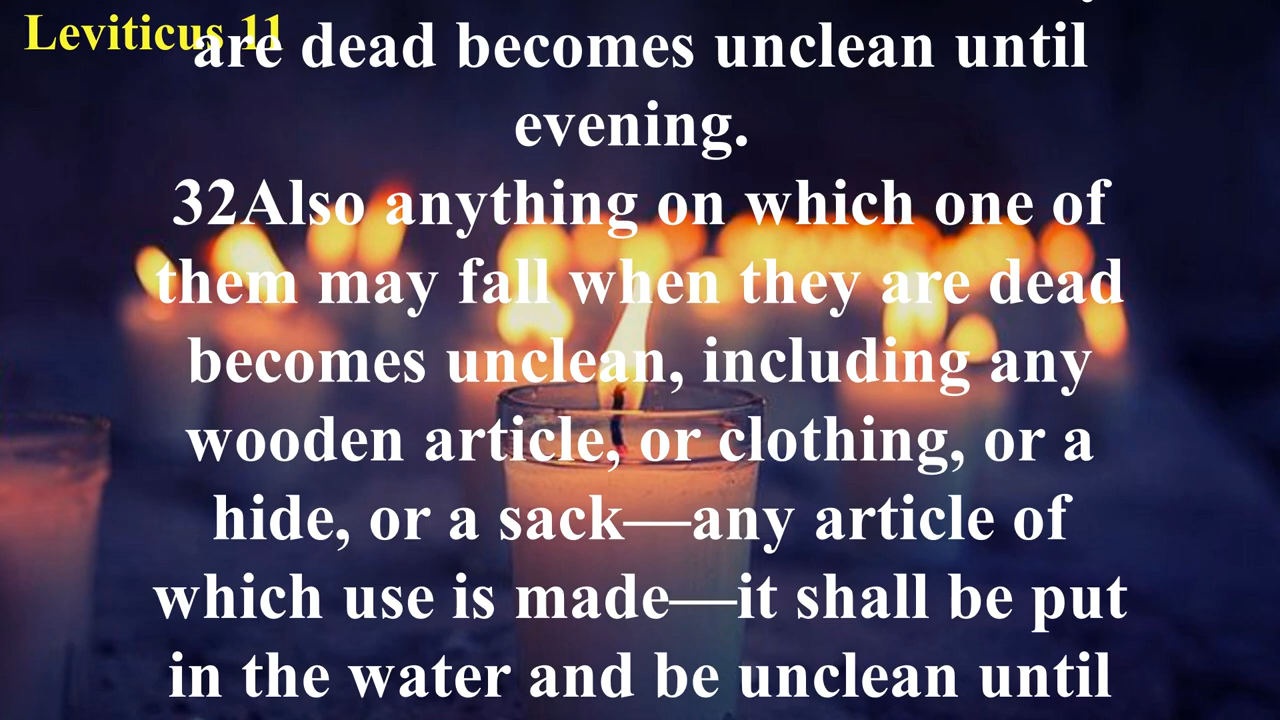 Leviticus 11
are dead becomes unclean until
evening.
32Also anything on which one of
them may fall when they are dead
becomes unclean, including any
wooden article, or clothing, or a
hide, or a sack—any article of
which use is made—it shall be put
in the water and be unclean until